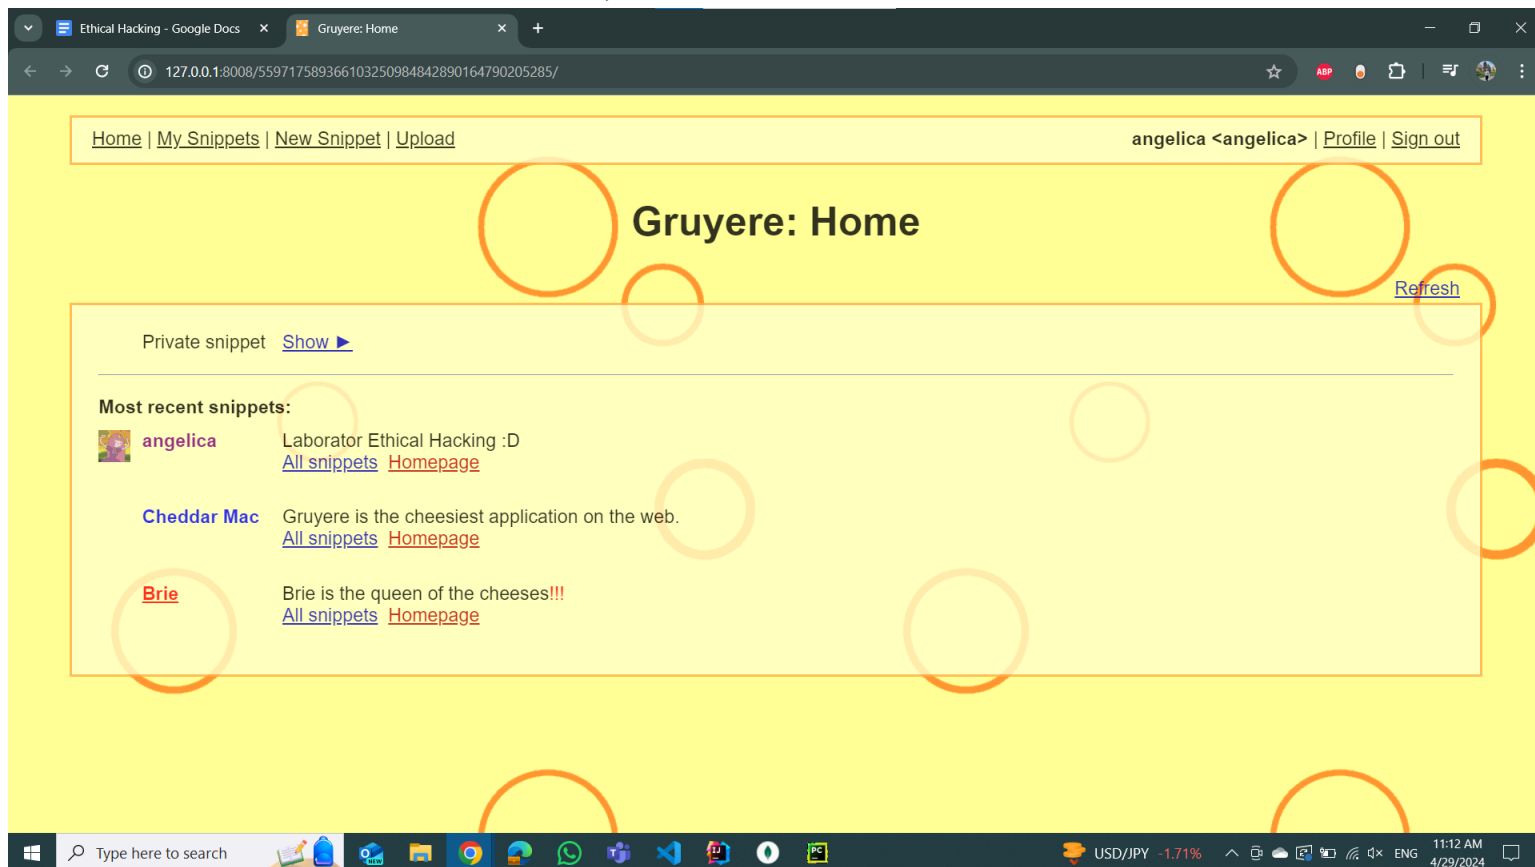 Ethical Hacking - Google Docs
Gruyere: Home
127.0.0.1:8008/559717589366103250984842890164790205285/
ABP
Home | My Snippets | New Snippet | Upload
angelica <angelica> | Profile | Sign out
Gruyere: Home
Refresh
Private snippet Show ►
Most recent snippets:
angelica Laborator Ethical Hacking :D
All snippets Homepage
Cheddar Mac Gruyere is the cheesiest application on the web.
All snippets Homepage
Brie Brie is the queen of the cheeses!!!
All snippets Homepage
Type here to search
NEW
IJ
PC
USD/JPY -1.71%
ENG
11:12 AM
4/29/2024